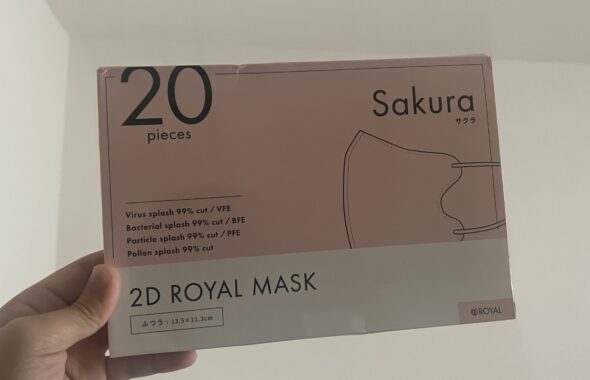 20
pieces
Sakura
サクラ
Virus splash 99% cut / VFE
Bacterial splash 99% cut / BFE
Particle splash 99% cut / PFE
Pollen splash 99% cut
2D ROYAL MASK
ふつう：13.5×11.3cm
ROYAL